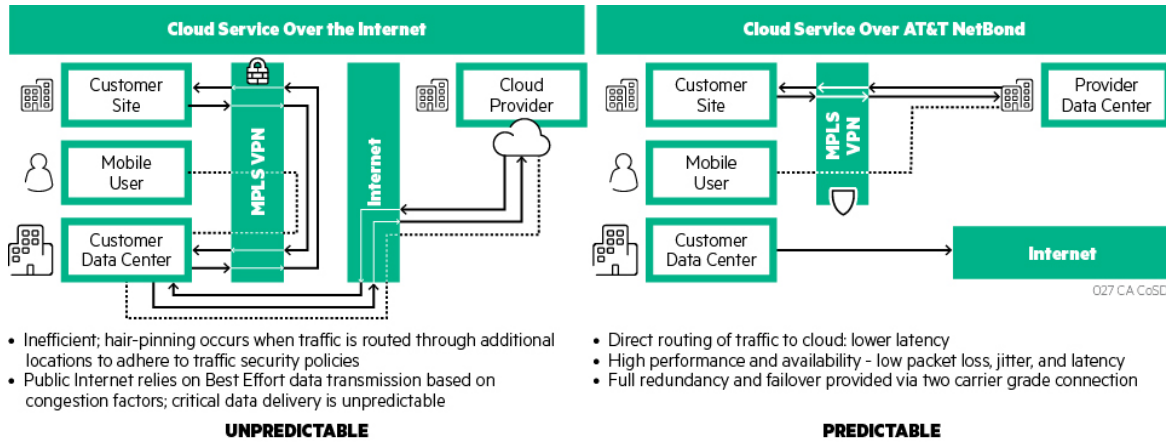 Cloud Service Over the Internet
Customer
Site
Mobile
User
Customer
Data Center
MPLS VPN
Internet
Cloud
Provider
• Inefficient; hair-pinning occurs when traffic is routed through additional
locations to adhere to traffic security policies
• Public Internet relies on Best Effort data transmission based on
congestion factors; critical data delivery is unpredictable
UNPREDICTABLE
Cloud Service Over AT&T NetBond
Customer
Site
Mobile
User
Customer
Data Center
MPLS
VPN
Provider
Data Center
Internet
027 CA CoSD
• Direct routing of traffic to cloud: lower latency
• High performance and availability - low packet loss, jitter, and latency
• Full redundancy and failover provided via two carrier grade connection
PREDICTABLE